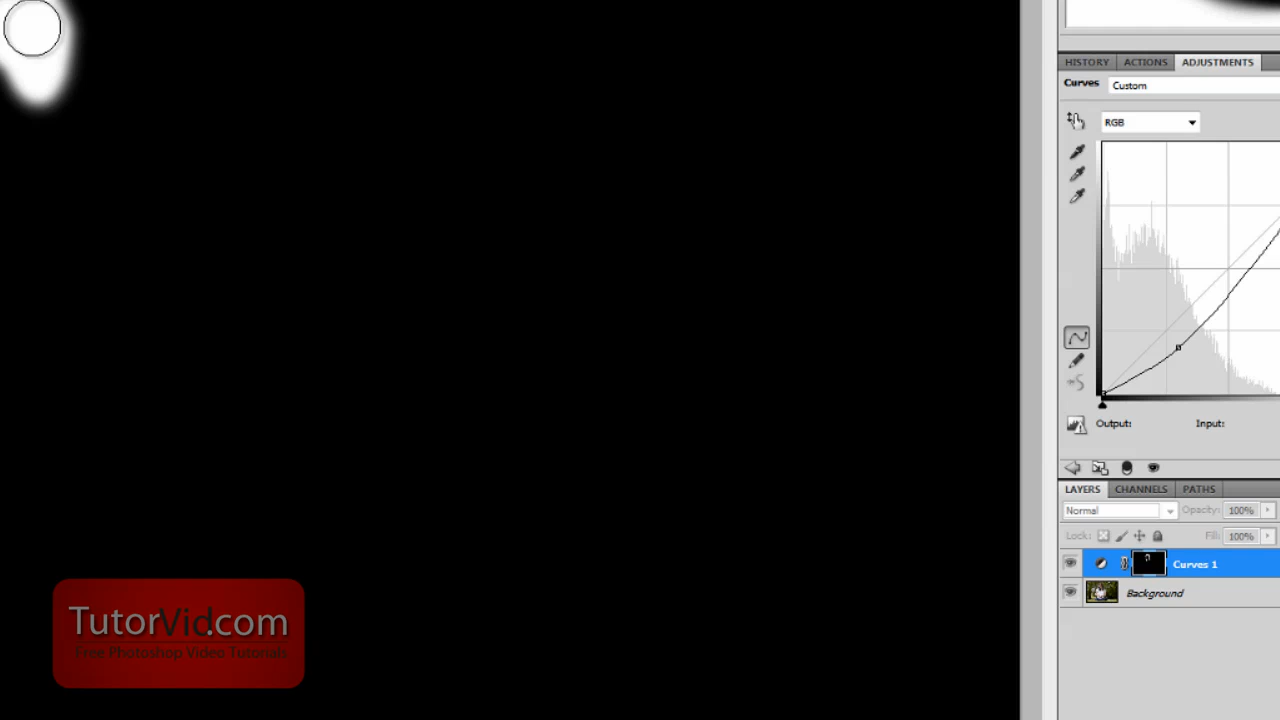 HISTORY ACTIONS ADJUSTMENTS
Curves Custom
RGB
Output: Input:
LAYERS CHANNELS PATHS
Normal Opacity: 100%
Lock: Fill: 100%
Curves 1
Background
TutorVid.com
Free Photoshop Video Tutorials